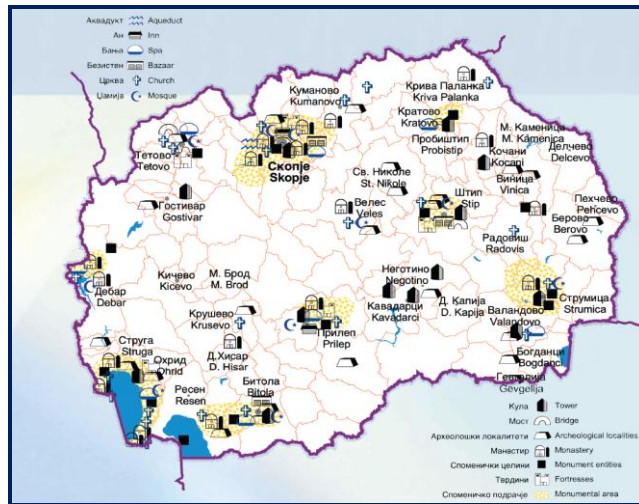 Аквадукт Aqueduct
Ан Inn
Бања Spa
Безистен Bazaar
Црква Church
Џамија Mosque
Куманово
Kumanovo
Крива Паланка
Kriva Palanka
Кратово
Kratovo
Пробиштип
Probistip
М. Каменица
M. Kamenica
Делчево
Delcevo
Кочани
Kocani
Виница
Vinica
Пехчево
Pehcevo
Берово
Berovo
Тетово
Tetovo
Скопје
Skopje
Св. Николе
St. Nikole
Штип
Stip
Гостивар
Gostivar
Велес
Veles
Радовиш
Radovis
Дебар
Debar
Кичево
Kicevo
М. Брод
M. Brod
Неготино
Negotino
Крушево
Krusevo
Кавадарци
Kavadarci
Д. Капија
D. Kapija
Струмица
Strumica
Валандово
Valandovo
Прилеп
Prilep
Струга
Struga
Охрид
Ohrid
Д.Хисар
D. Hisar
Ресен
Resen
Битола
Bitola
Богданци
Bogdanci
Гевгелија
Gevgelija
Кула Tower
Мост Bridge
Археолошки локалитети Archeological localities
Манастир Monastery
Споменички целини Monument entities
Тврдини Fortresses
Споменичко подрачје Monumental area